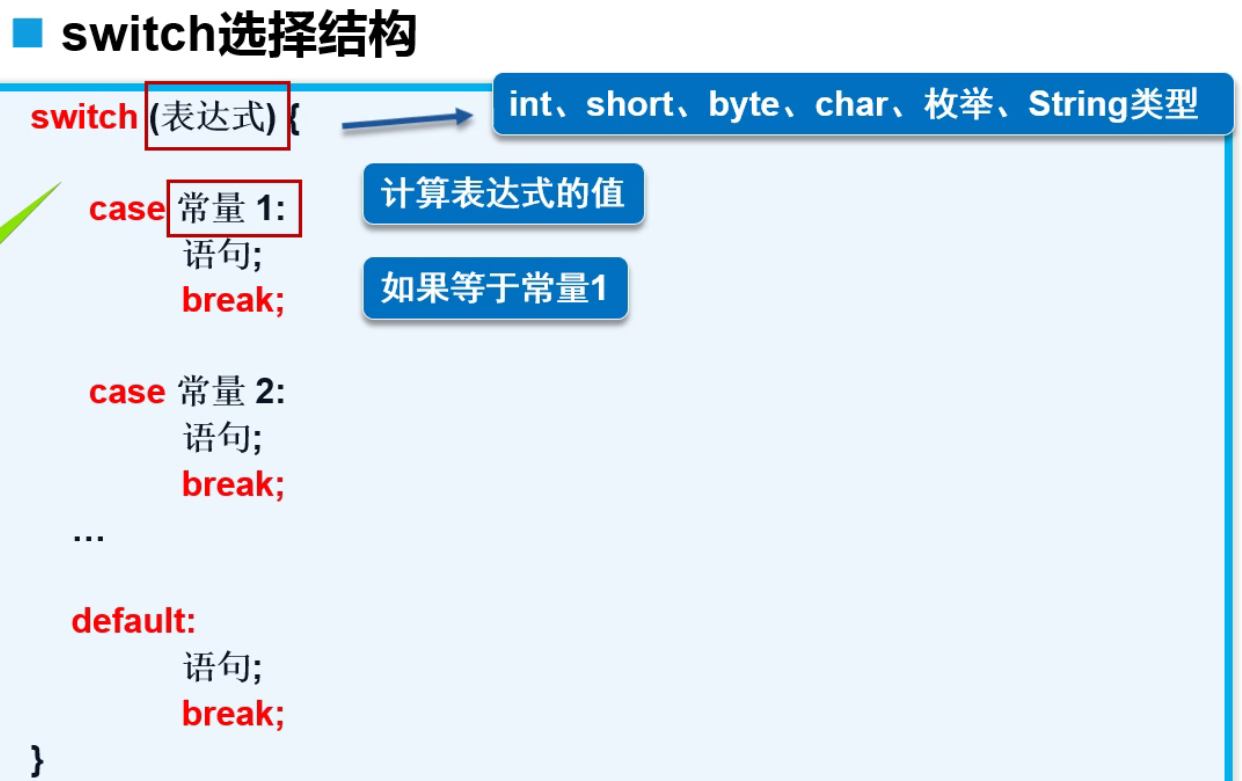 switch选择结构
switch (表达式) {
int、short、byte、char、枚举、String类型
case 常量 1:
计算表达式的值
语句;
如果等于常量1
break;
case 常量 2:
语句;
break;
…
default:
语句;
break;
}